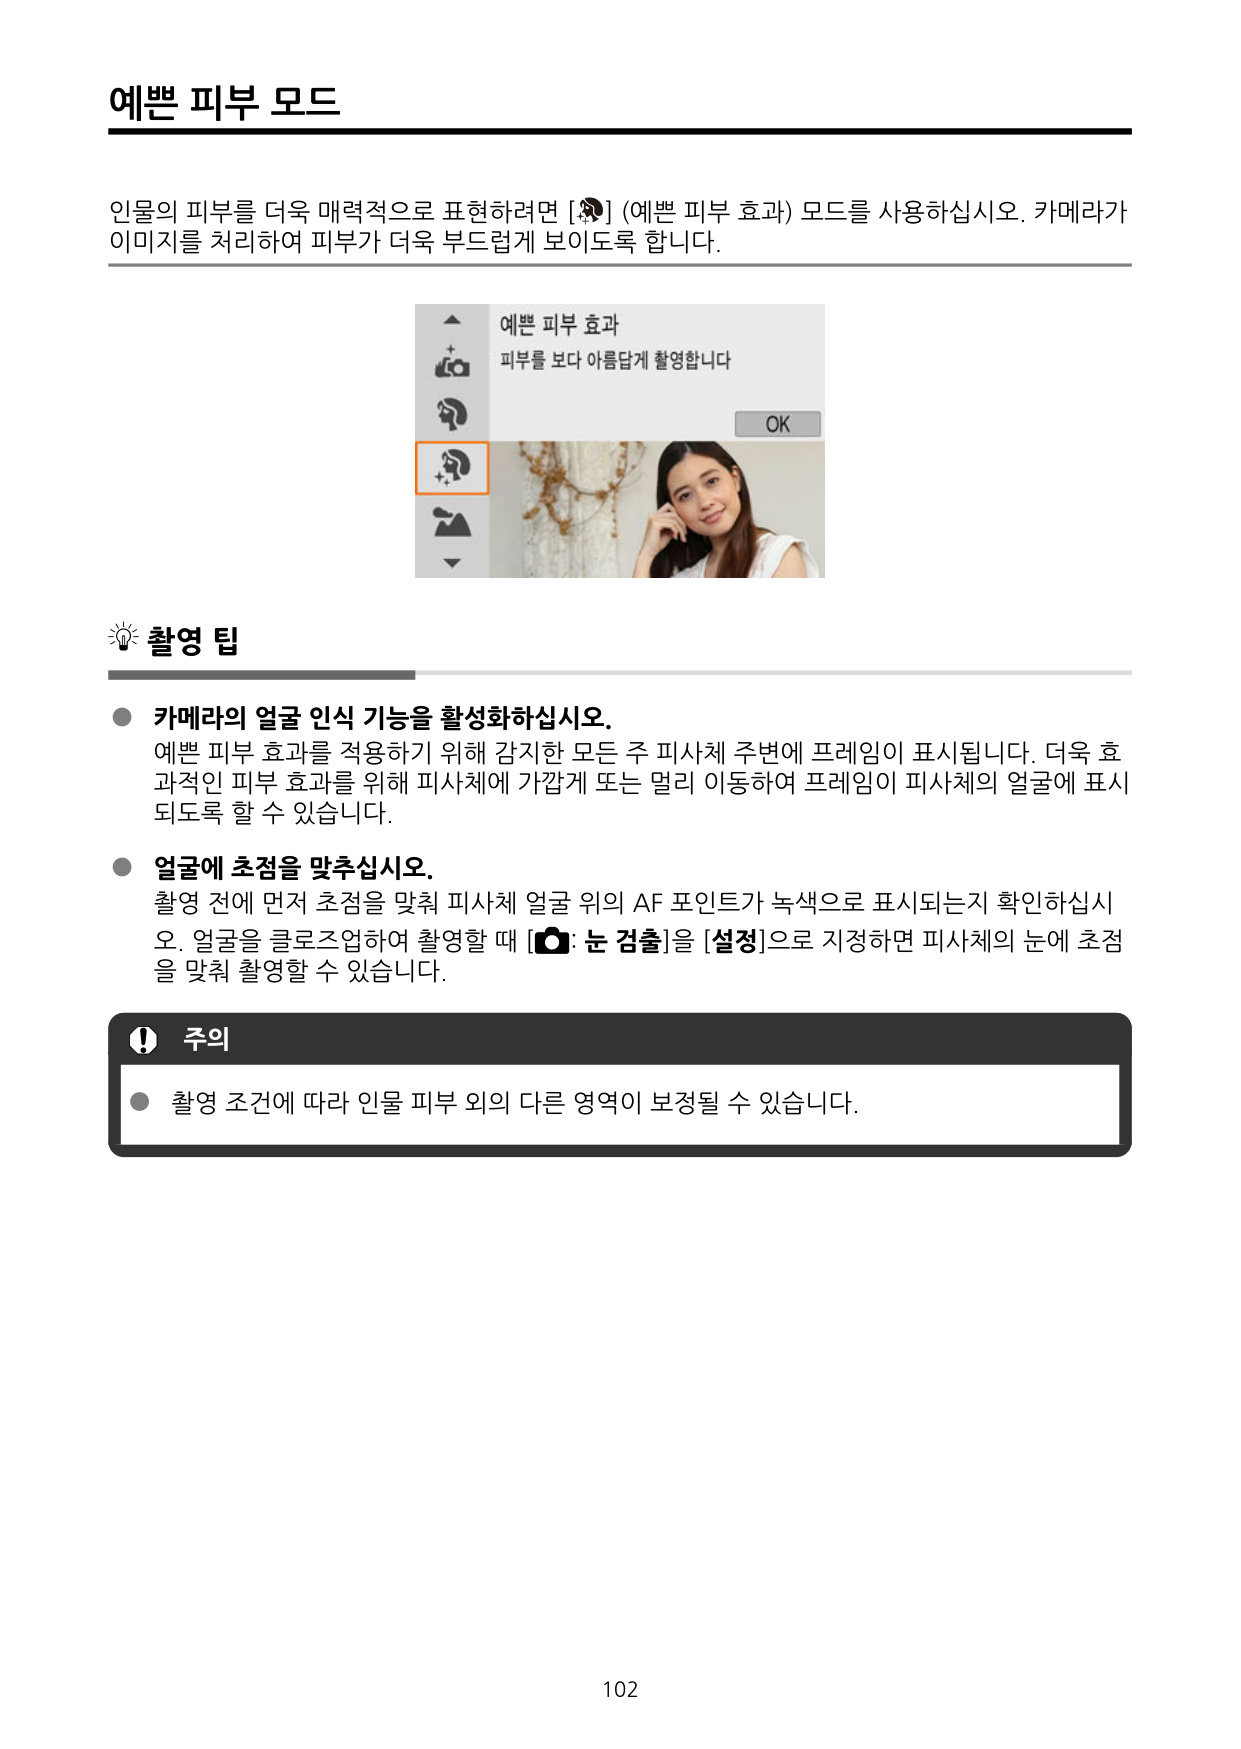 예쁜 피부 모드
인물의 피부를 더욱 매력적으로 표현하려면 [] (예쁜 피부 효과) 모드를 사용하십시오. 카메라가
이미지를 처리하여 피부가 더욱 부드럽게 보이도록 합니다.
예쁜 피부 효과
피부를 보다 아름답게 촬영합니다
OK
촬영 팁
● 카메라의 얼굴 인식 기능을 활성화하십시오.
예쁜 피부 효과를 적용하기 위해 감지한 모든 주 피사체 주변에 프레임이 표시됩니다. 더욱 효
과적인 피부 효과를 위해 피사체에 가깝게 또는 멀리 이동하여 프레임이 피사체의 얼굴에 표시
되도록 할 수 있습니다.
● 얼굴에 초점을 맞추십시오.
촬영 전에 먼저 초점을 맞춰 피사체 얼굴 위의 AF 포인트가 녹색으로 표시되는지 확인하십시
오. 얼굴을 클로즈업하여 촬영할 때 [: 눈 검출]을 [설정]으로 지정하면 피사체의 눈에 초점
을 맞춰 촬영할 수 있습니다.
주의
● 촬영 조건에 따라 인물 피부 외의 다른 영역이 보정될 수 있습니다.
102